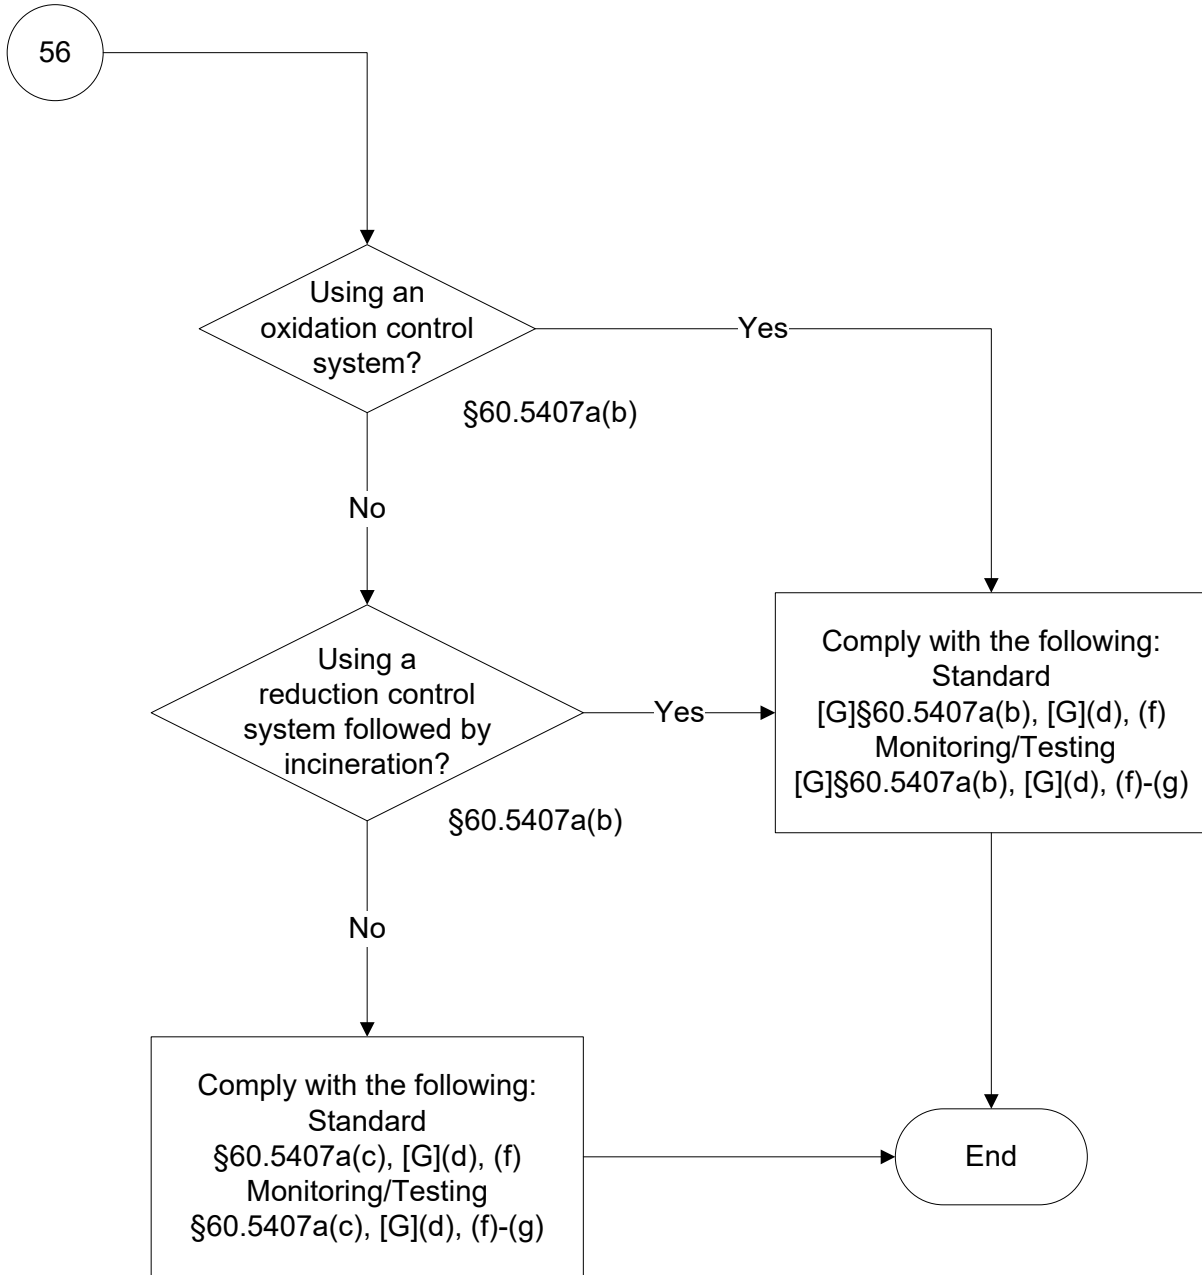 56
Using an
oxidation control
system?
Yes
§60.5407a(b)
No
Using a
reduction control
system followed by
incineration?
Yes
§60.5407a(b)
Comply with the following:
Standard
[G]§60.5407a(b), [G](d), (f)
Monitoring/Testing
[G]§60.5407a(b), [G](d), (f)-(g)
No
Comply with the following:
Standard
§60.5407a(c), [G](d), (f)
Monitoring/Testing
§60.5407a(c), [G](d), (f)-(g)
End